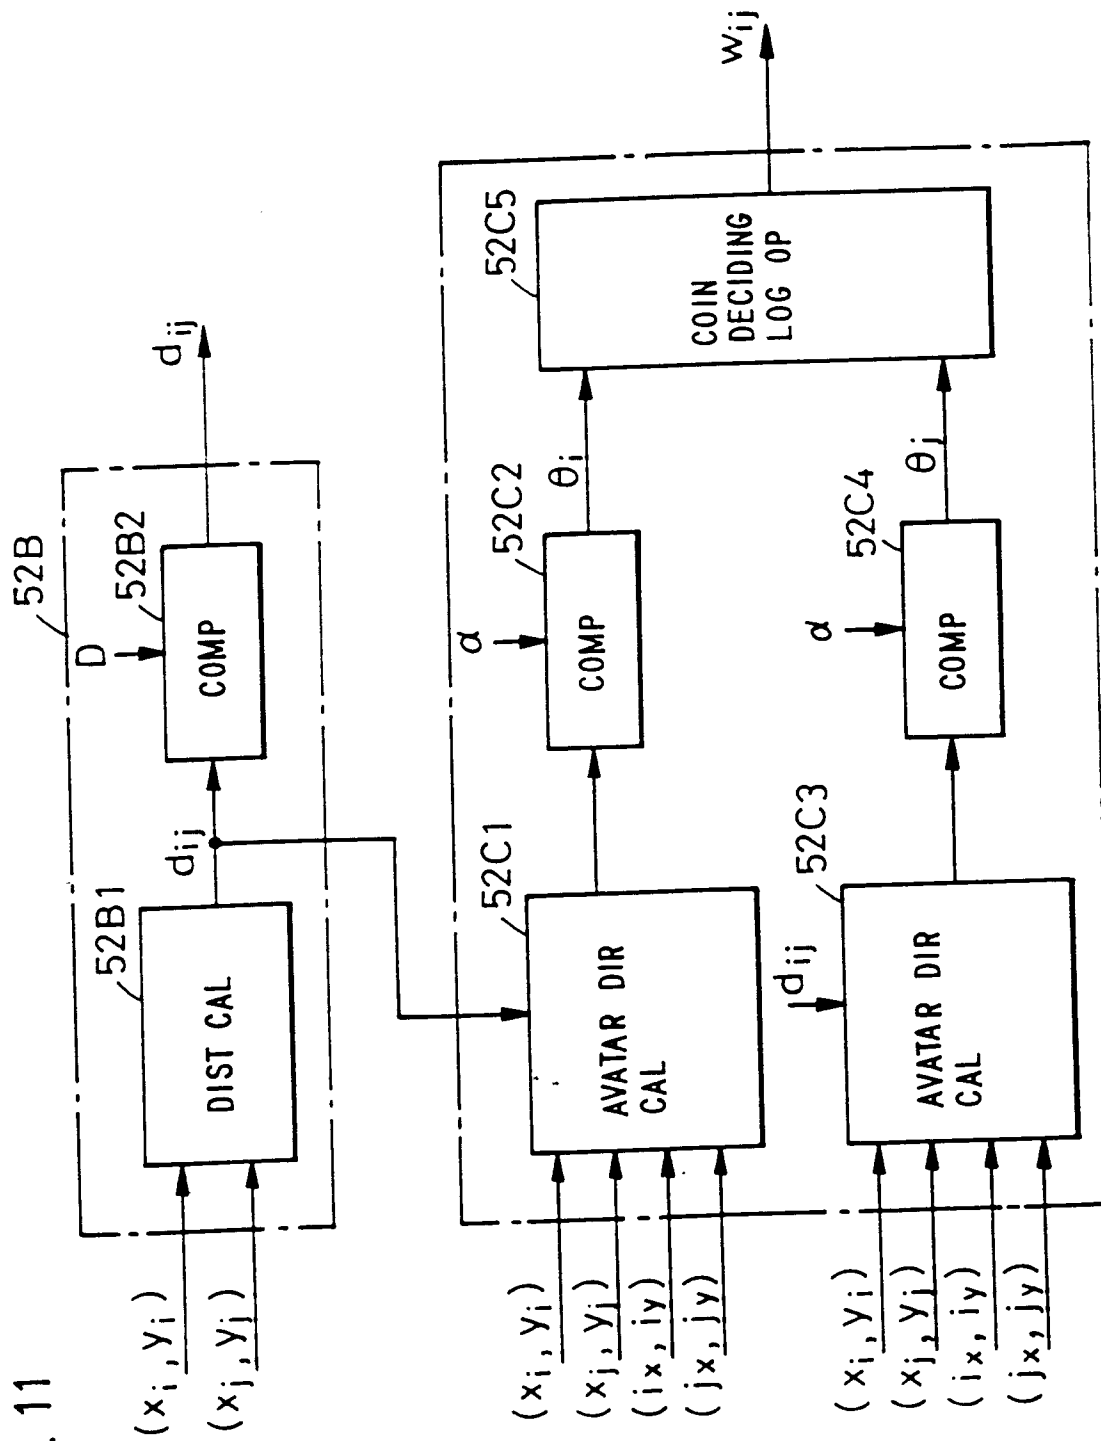 . 11
52B
(xi, yi)
(xj, yj)
52B1
DIST CAL
dij
D
52B2
COMP
dij
(xi, yi)
(xj, yj)
(ix, iy)
(jx, jy)
52C1
AVATAR DIR
CAL
α
52C2
COMP
θi
52C5
COIN
DECIDING
LOG OP
wij
(xi, yi)
(xj, yj)
(ix, iy)
(jx, jy)
dij
52C3
AVATAR DIR
CAL
α
52C4
COMP
θj